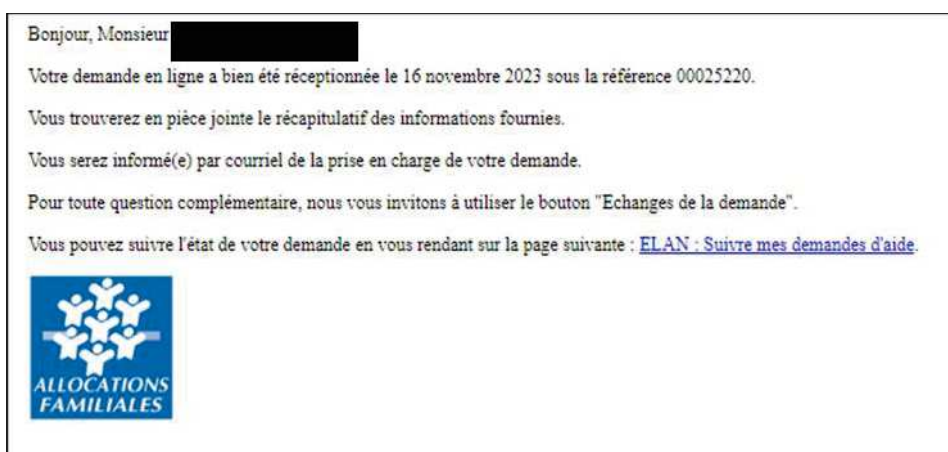 Bonjour, Monsieur
Votre demande en ligne a bien été réceptionnée le 16 novembre 2023 sous la référence 00025220.
Vous trouverez en pièce jointe le récapitulatif des informations fournies.
Vous serez informé(e) par courriel de la prise en charge de votre demande.
Pour toute question complémentaire, nous vous invitons à utiliser le bouton "Echanges de la demande".
Vous pouvez suivre l'état de votre demande en vous rendant sur la page suivante : ELAN : Suivre mes demandes d'aide.
ALLOCATIONS
FAMILIALES